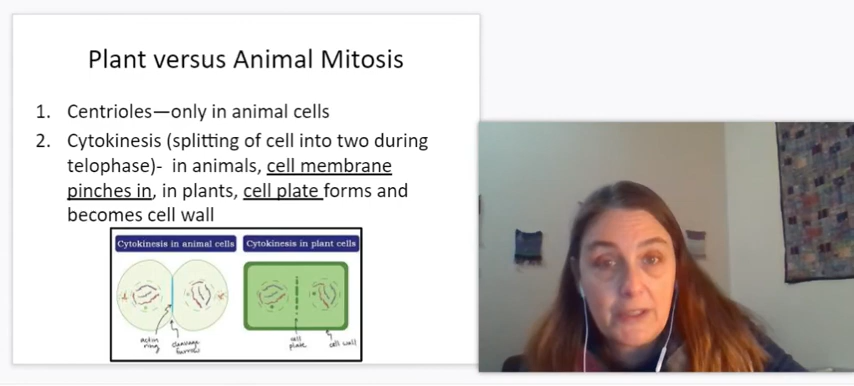 Plant versus Animal Mitosis
1. Centrioles—only in animal cells
2. Cytokinesis (splitting of cell into two during
telophase)- in animals, cell membrane
pinches in, in plants, cell plate forms and
becomes cell wall
Cytokinesis in animal cells Cytokinesis in plant cells
actin
ring
cleavage
furrow
cell
plate
cell wall